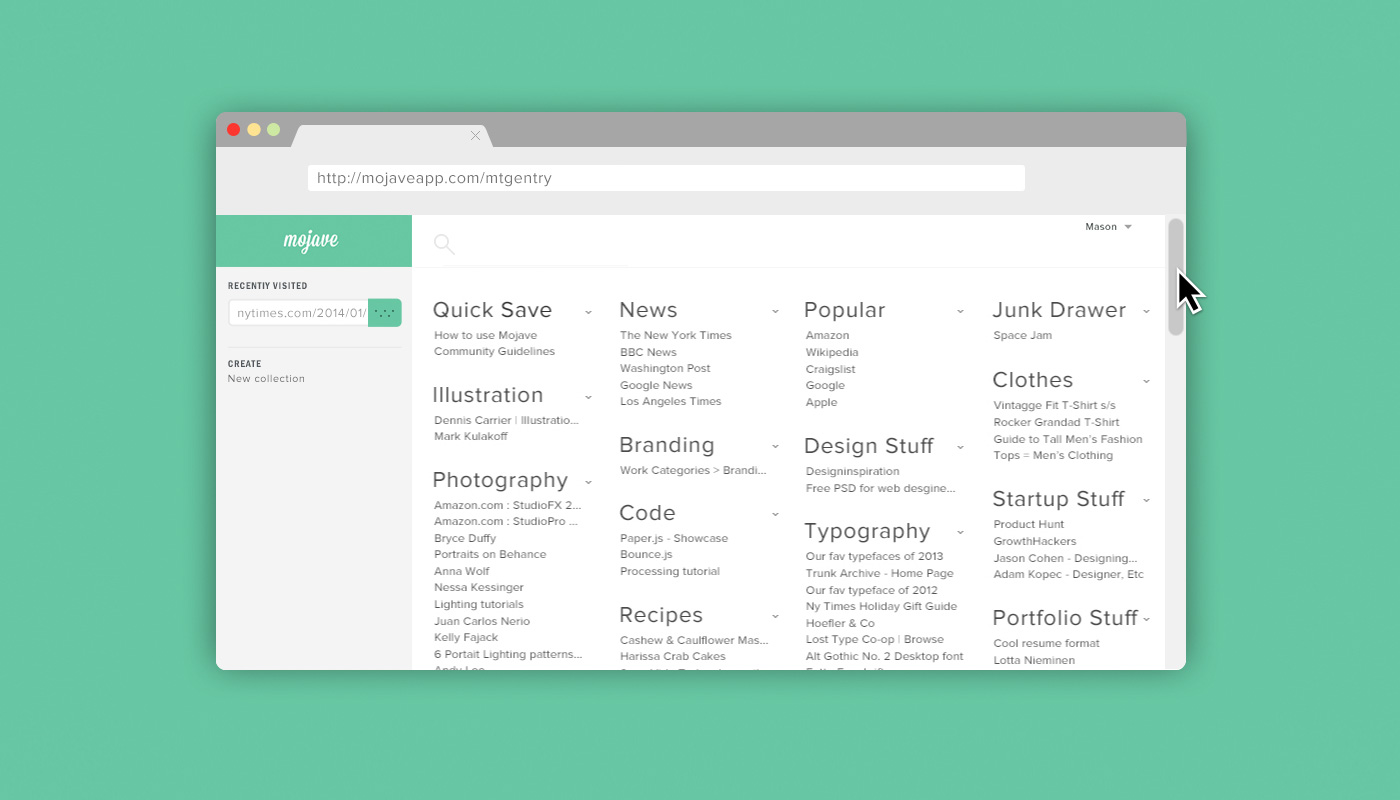 http://mojaveapp.com/mtgentry
mojave
Mason
RECENTLY VISITED
nytimes.com/2014/01/
CREATE
New collection
Quick Save
How to use Mojave
Community Guidelines
Illustration
Dennis Carrier | Illustratio...
Mark Kulakoff
Photography
Amazon.com : StudioFX 2...
Amazon.com : StudioPro ...
Bryce Duffy
Portraits on Behance
Anna Wolf
Nessa Kessinger
Lighting tutorials
Juan Carlos Nerio
Kelly Fajack
6 Portait Lighting patterns...
News
The New York Times
BBC News
Washington Post
Google News
Los Angeles Times
Branding
Work Categories > Brandi...
Code
Paper.js - Showcase
Bounce.js
Processing tutorial
Recipes
Cashew & Caulflower Mas...
Harissa Crab Cakes
Popular
Amazon
Wikipedia
Craigslist
Google
Apple
Design Stuff
Designinspiration
Free PSD for web desgine...
Typography
Our fav typefaces of 2013
Trunk Archive - Home Page
Our fav typeface of 2012
Ny Times Holiday Gift Guide
Hoefler & Co
Lost Type Co-op | Browse
Alt Gothic No. 2 Desktop font
Junk Drawer
Space Jam
Clothes
Vintagge Fit T-Shirt s/s
Rocker Grandad T-Shirt
Guide to Tall Men's Fashion
Tops = Men's Clothing
Startup Stuff
Product Hunt
GrowthHackers
Jason Cohen - Designing...
Adam Kopec - Designer, Etc
Portfolio Stuff
Cool resume format
Lotta Nieminen